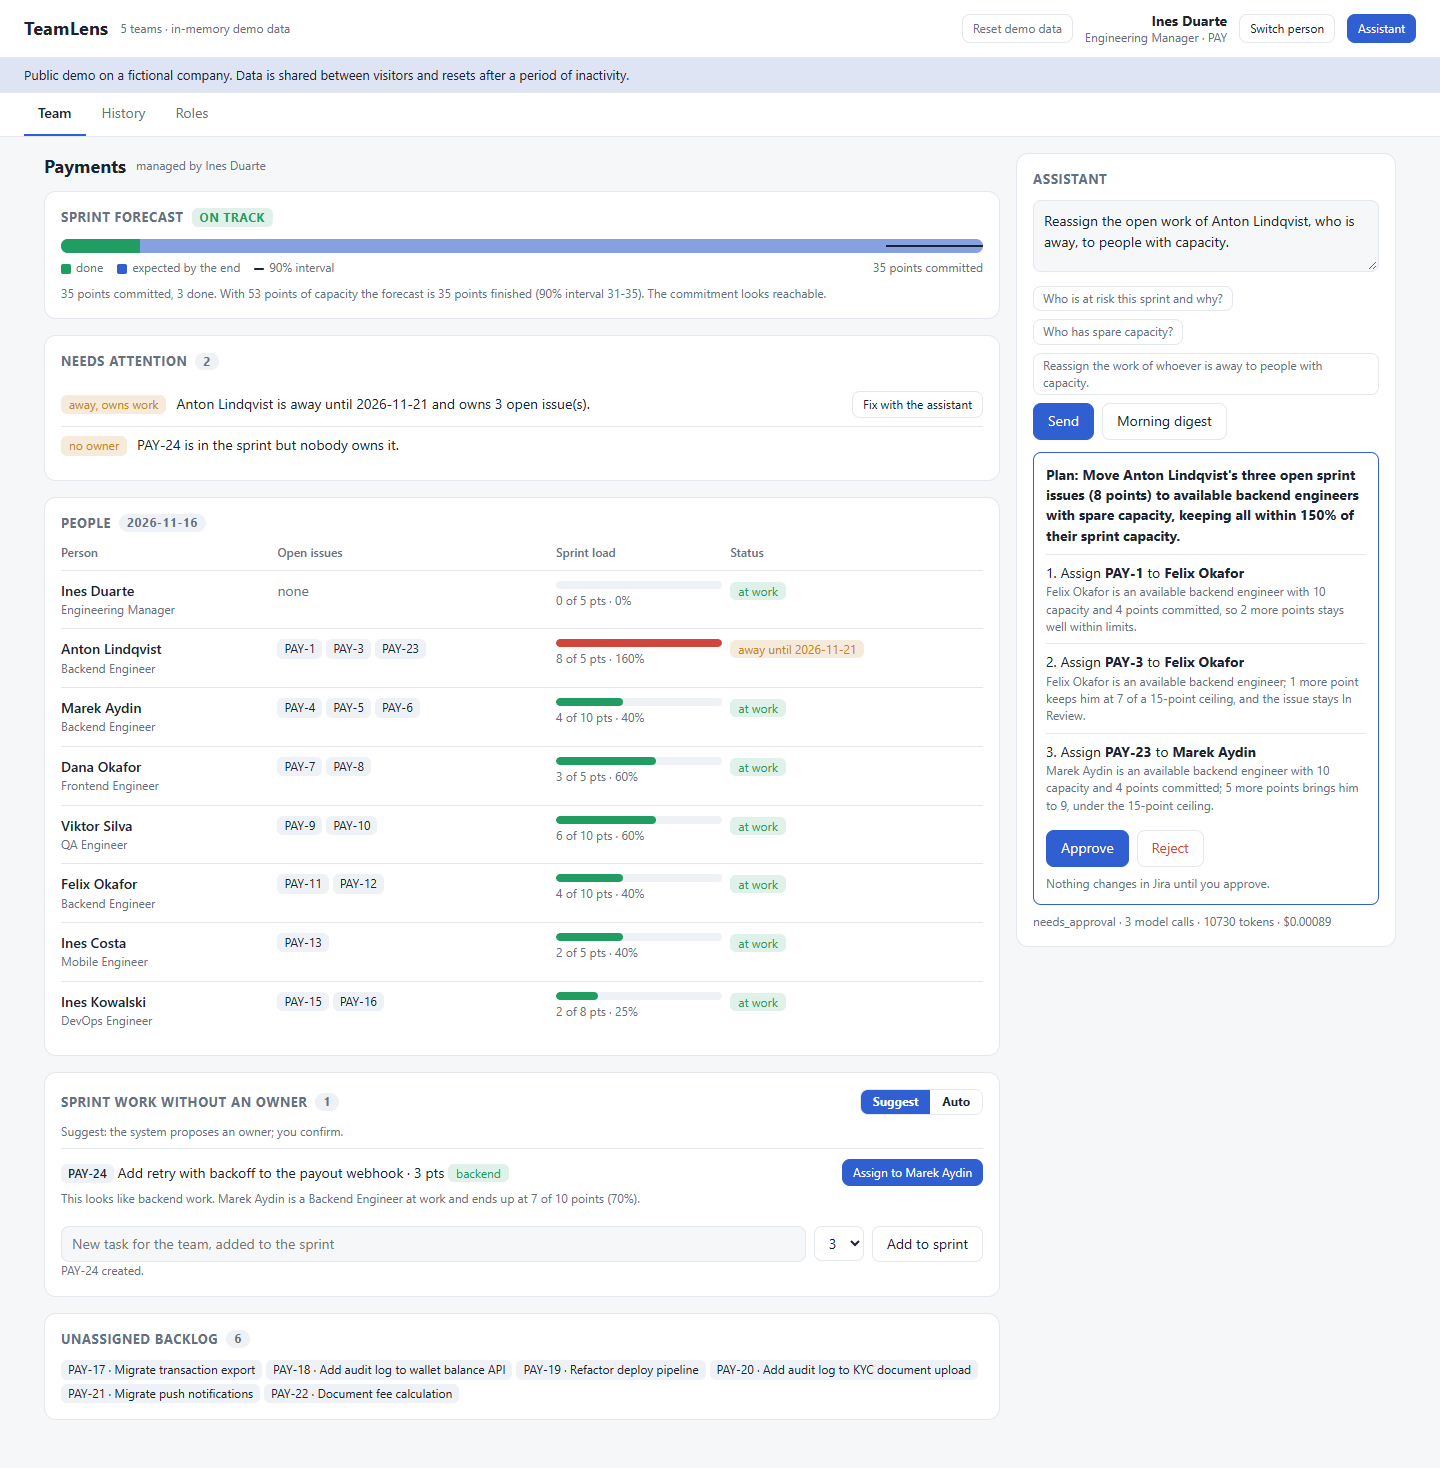 TeamLens 5 teams · in-memory demo data Reset demo data Ines Duarte Switch person Assistant
Engineering Manager · PAY
Public demo on a fictional company. Data is shared between visitors and resets after a period of inactivity.
Team History Roles
Payments managed by Ines Duarte
SPRINT FORECAST ON TRACK
done expected by the end 90% interval 35 points committed
35 points committed, 3 done. With 53 points of capacity the forecast is 35 points finished (90% interval 31-35). The commitment looks reachable.
NEEDS ATTENTION 2
away, owns work Anton Lindqvist is away until 2026-11-21 and owns 3 open issue(s). Fix with the assistant
no owner PAY-24 is in the sprint but nobody owns it.
PEOPLE 2026-11-16
Person Open issues Sprint load Status
Ines Duarte none at work
Engineering Manager 0 of 5 pts · 0%
Anton Lindqvist PAY-1 PAY-3 PAY-23 away until 2026-11-21
Backend Engineer 8 of 5 pts · 160%
Marek Aydin PAY-4 PAY-5 PAY-6 at work
Backend Engineer 4 of 10 pts · 40%
Dana Okafor PAY-7 PAY-8 at work
Frontend Engineer 3 of 5 pts · 60%
Viktor Silva PAY-9 PAY-10 at work
QA Engineer 6 of 10 pts · 60%
Felix Okafor PAY-11 PAY-12 at work
Backend Engineer 4 of 10 pts · 40%
Ines Costa PAY-13 at work
Mobile Engineer 2 of 5 pts · 40%
Ines Kowalski PAY-15 PAY-16 at work
DevOps Engineer 2 of 8 pts · 25%
SPRINT WORK WITHOUT AN OWNER 1 Suggest Auto
Suggest: the system proposes an owner; you confirm.
PAY-24 Add retry with backoff to the payout webhook · 3 pts backend Assign to Marek Aydin
This looks like backend work. Marek Aydin is a Backend Engineer at work and ends up at 7 of 10 points (70%).
New task for the team, added to the sprint 3 Add to sprint
PAY-24 created.
UNASSIGNED BACKLOG 6
PAY-17 · Migrate transaction export PAY-18 · Add audit log to wallet balance API PAY-19 · Refactor deploy pipeline PAY-20 · Add audit log to KYC document upload
PAY-21 · Migrate push notifications PAY-22 · Document fee calculation
ASSISTANT
Reassign the open work of Anton Lindqvist, who is
away, to people with capacity.
Who is at risk this sprint and why?
Who has spare capacity?
Reassign the work of whoever is away to people with
capacity.
Send Morning digest
Plan: Move Anton Lindqvist's three open sprint
issues (8 points) to available backend engineers
with spare capacity, keeping all within 150% of
their sprint capacity.
1. Assign PAY-1 to Felix Okafor
Felix Okafor is an available backend engineer with 10
capacity and 4 points committed, so 2 more points stays
well within limits.
2. Assign PAY-3 to Felix Okafor
Felix Okafor is an available backend engineer; 1 more point
keeps him at 7 of a 15-point ceiling, and the issue stays In
Review.
3. Assign PAY-23 to Marek Aydin
Marek Aydin is an available backend engineer with 10
capacity and 4 points committed; 5 more points brings him
to 9, under the 15-point ceiling.
Approve Reject
Nothing changes in Jira until you approve.
needs_approval · 3 model calls · 10730 tokens · $0.00089